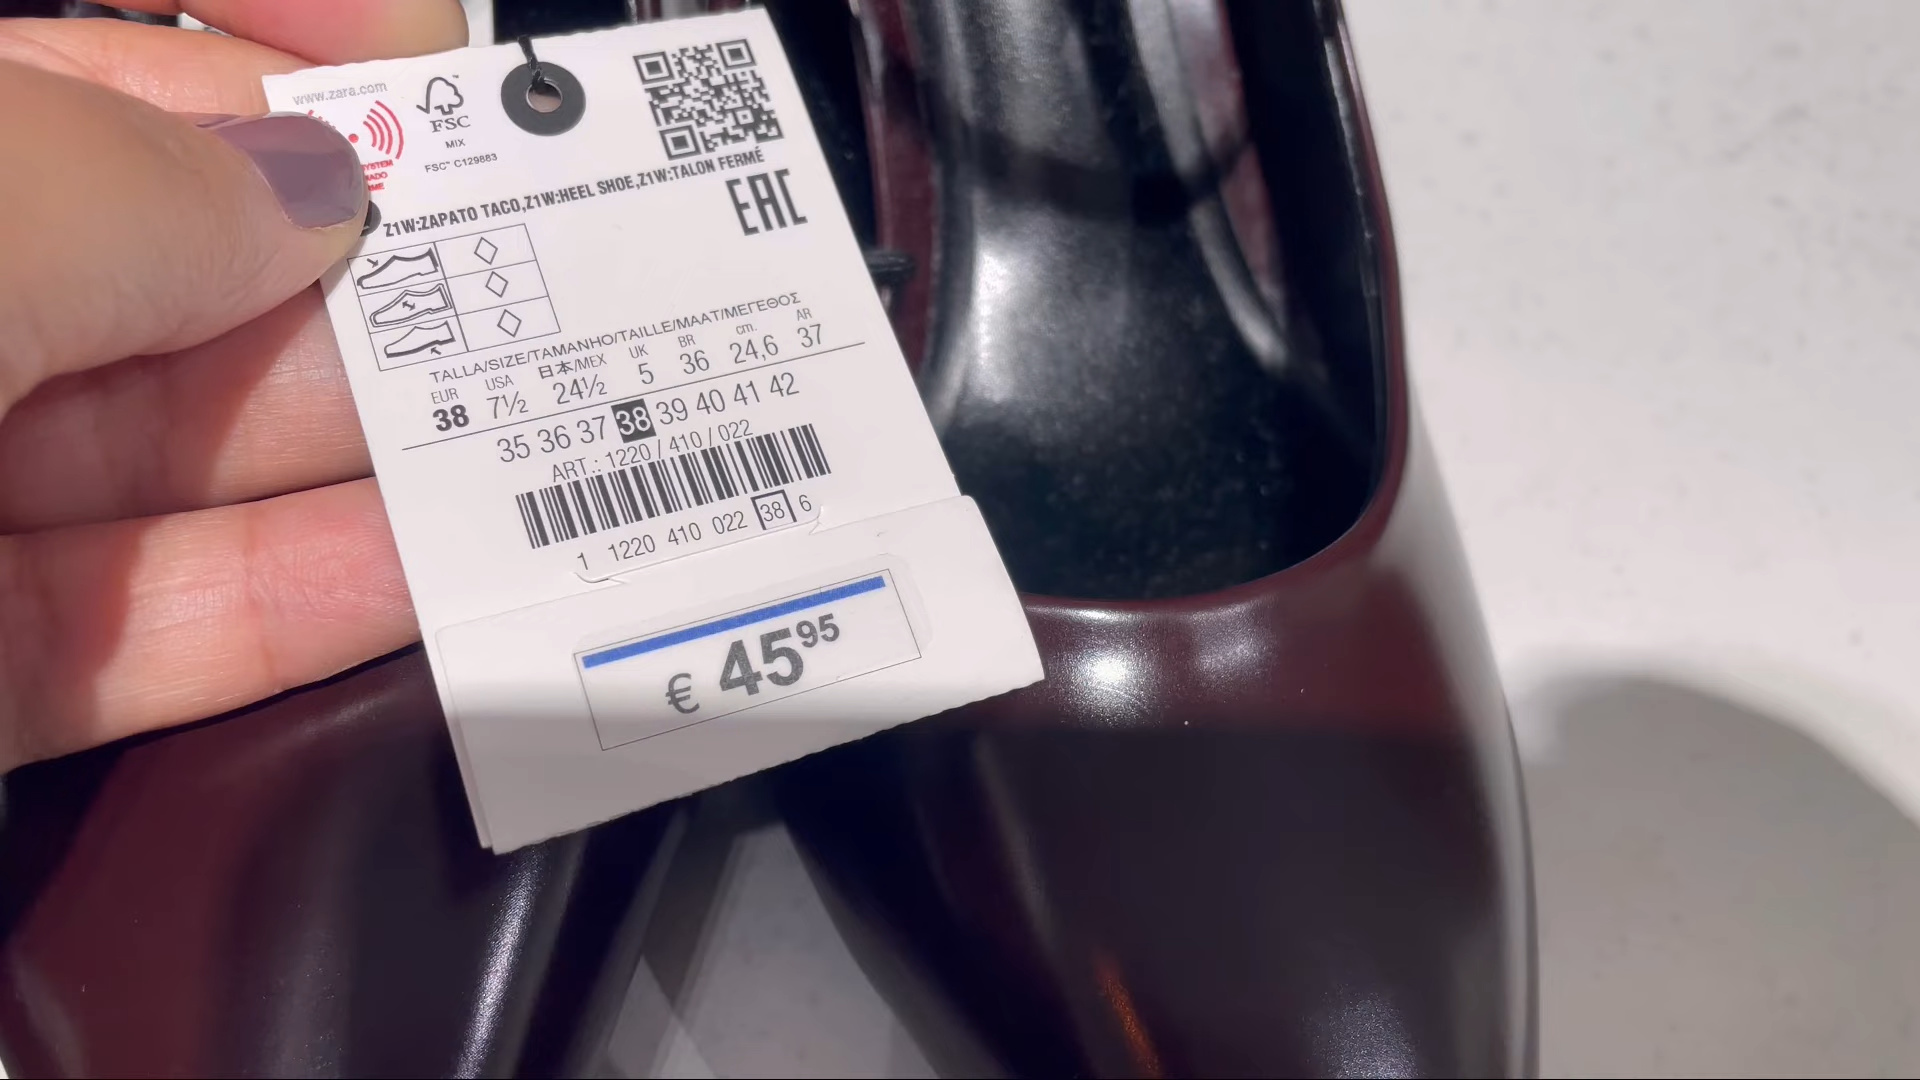 www.zara.com
FSC
MIX
FSC™ C129883
Z1W:ZAPATO TACO,Z1W:HEEL SHOE,Z1W:TALON FERMÉ
EAC
TALLA/SIZE/TAMANHO/TAILLE/MAAT/ΜΕΓΕΘΟΣ
EUR USA 日本/MEX UK BR cm. AR
38 7½ 24½ 5 36 24,6 37
35 36 37 38 39 40 41 42
ART.: 1220 / 410 / 022
1 1220 410 022 38 6
€ 45⁹⁵